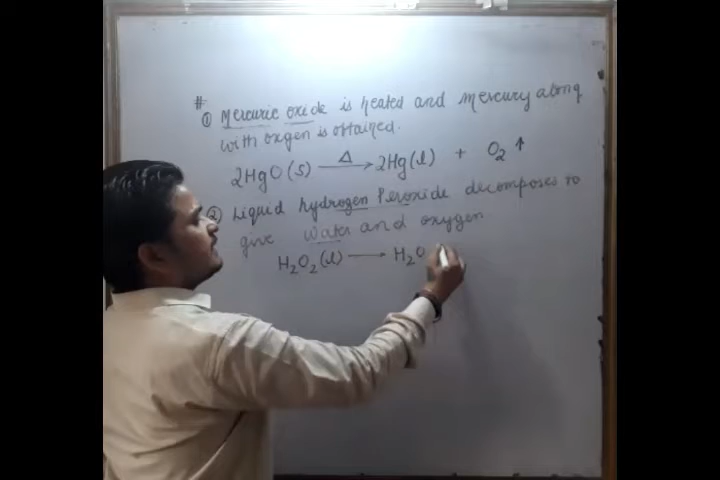 #
① Mercuric oxide is heated and mercury along
with oxgen is obtained.
2HgO(s) —Δ→ 2Hg(l) + O₂ ↑
② Liquid hydrogen Peroxide decomposes to
give water and oxygen
H₂O₂(l) ⟶ H₂O